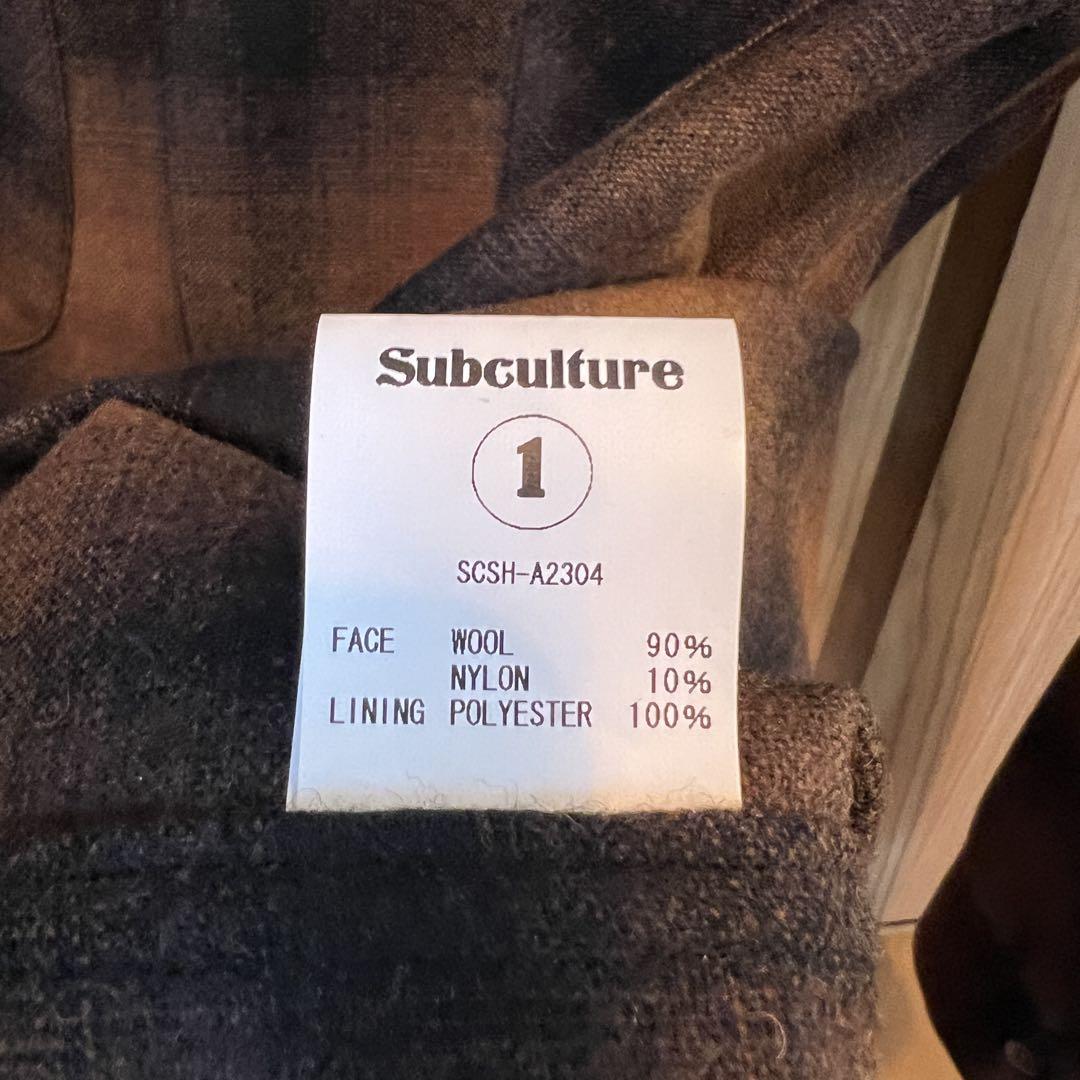 Subculture
1
SCSH-A2304
FACE WOOL 90%
NYLON 10%
LINING POLYESTER 100%